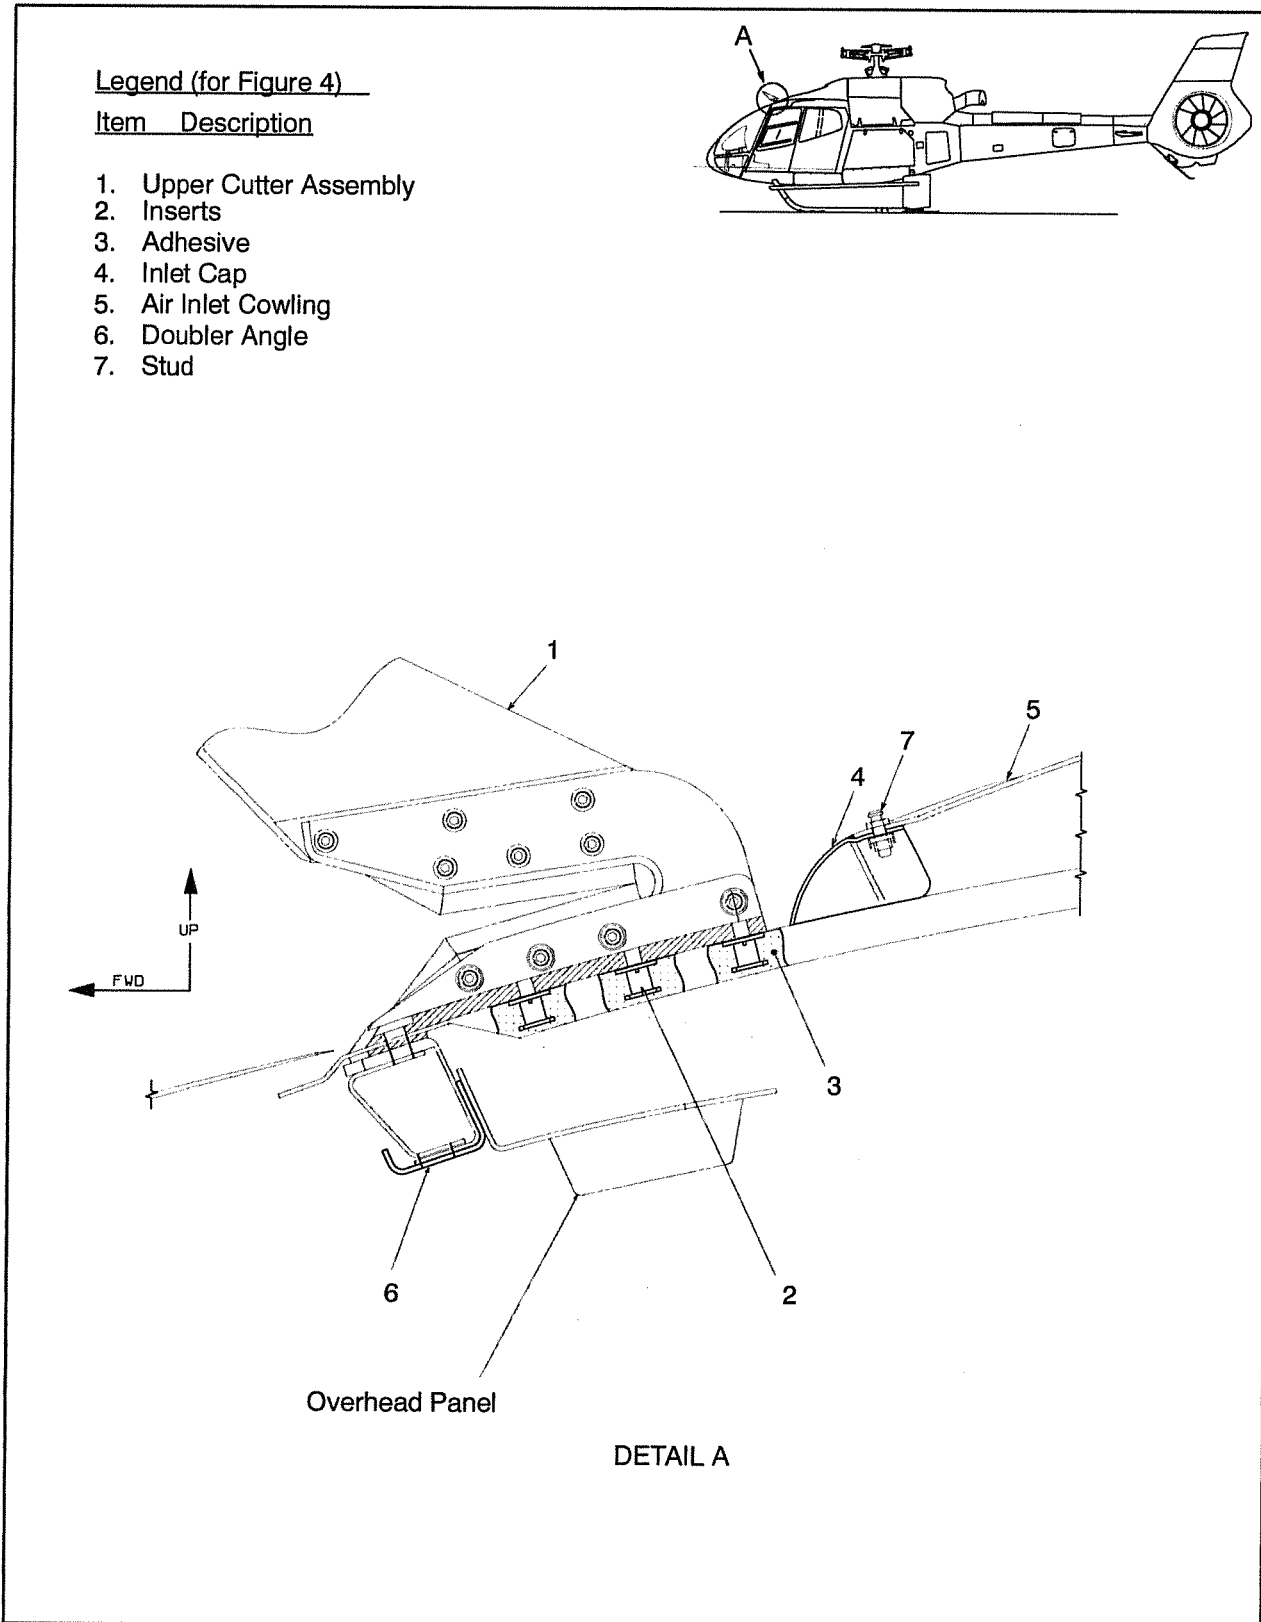 A
Legend (for Figure 4)
Item Description
1. Upper Cutter Assembly
2. Inserts
3. Adhesive
4. Inlet Cap
5. Air Inlet Cowling
6. Doubler Angle
7. Stud
1
5
7
4
UP
FWD
3
6
2
Overhead Panel
DETAIL A